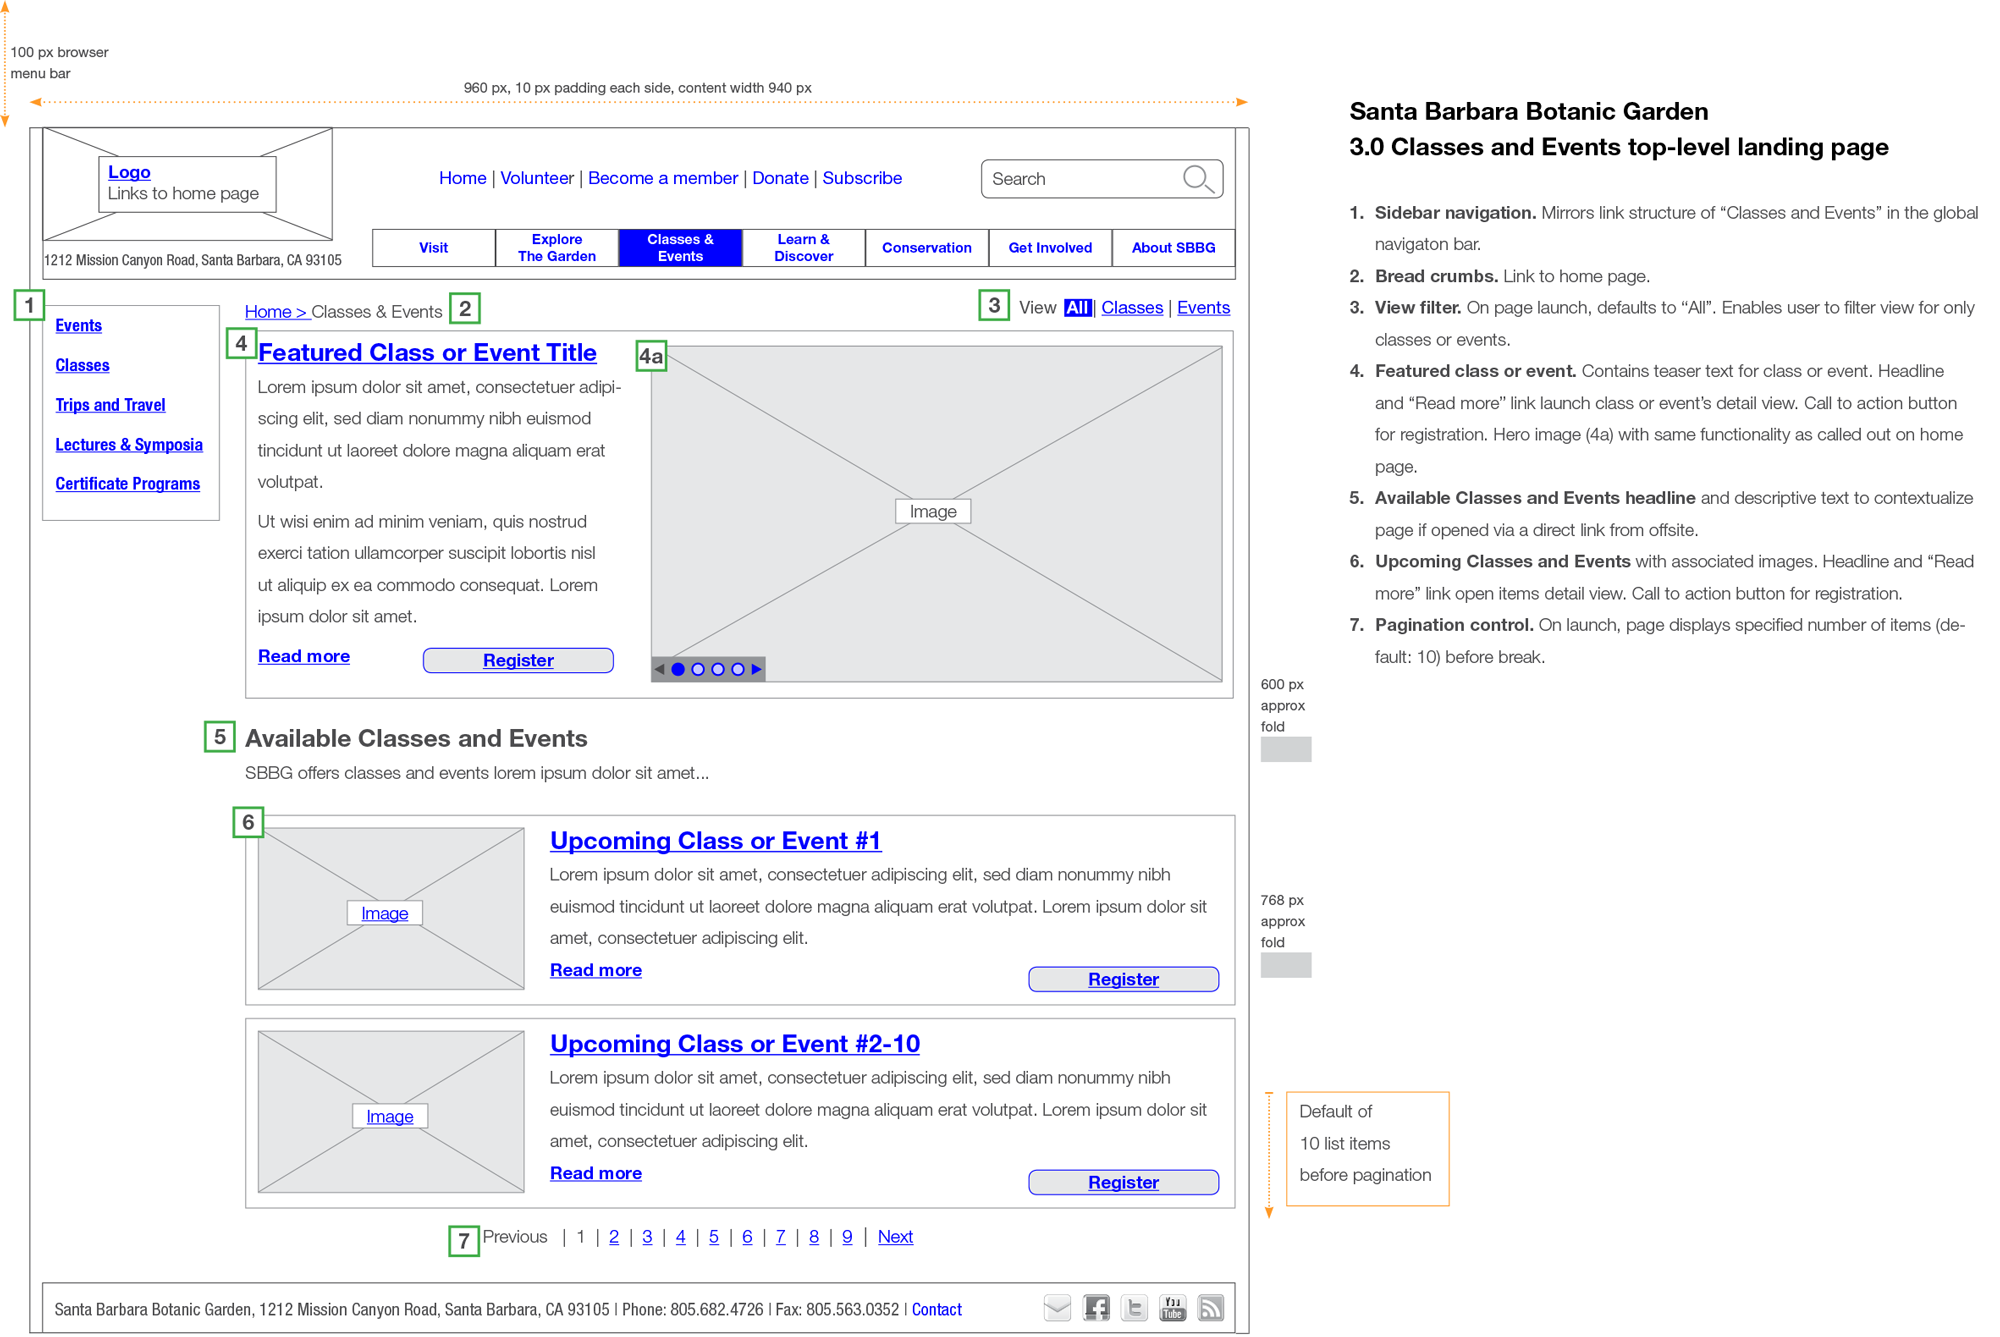 100 px browser
menu bar
960 px, 10 px padding each side, content width 940 px
Logo
Links to home page
1212 Mission Canyon Road, Santa Barbara, CA 93105
Home | Volunteer | Become a member | Donate | Subscribe
Search
Visit
Explore
The Garden
Classes &
Events
Learn &
Discover
Conservation
Get Involved
About SBBG
1
Events
Classes
Trips and Travel
Lectures & Symposia
Certificate Programs
Home > Classes & Events
2
3
View All | Classes | Events
4
Featured Class or Event Title
Lorem ipsum dolor sit amet, consectetuer adipi-
scing elit, sed diam nonummy nibh euismod
tincidunt ut laoreet dolore magna aliquam erat
volutpat.
Ut wisi enim ad minim veniam, quis nostrud
exerci tation ullamcorper suscipit lobortis nisl
ut aliquip ex ea commodo consequat. Lorem
ipsum dolor sit amet.
Read more
Register
4a
Image
5
Available Classes and Events
SBBG offers classes and events lorem ipsum dolor sit amet...
6
Image
Upcoming Class or Event #1
Lorem ipsum dolor sit amet, consectetuer adipiscing elit, sed diam nonummy nibh
euismod tincidunt ut laoreet dolore magna aliquam erat volutpat. Lorem ipsum dolor sit
amet, consectetuer adipiscing elit.
Read more
Register
Image
Upcoming Class or Event #2-10
Lorem ipsum dolor sit amet, consectetuer adipiscing elit, sed diam nonummy nibh
euismod tincidunt ut laoreet dolore magna aliquam erat volutpat. Lorem ipsum dolor sit
amet, consectetuer adipiscing elit.
Read more
Register
7
Previous | 1 | 2 | 3 | 4 | 5 | 6 | 7 | 8 | 9 | Next
Santa Barbara Botanic Garden, 1212 Mission Canyon Road, Santa Barbara, CA 93105 | Phone: 805.682.4726 | Fax: 805.563.0352 | Contact
You
Tube
600 px
approx
fold
768 px
approx
fold
Default of
10 list items
before pagination
Santa Barbara Botanic Garden
3.0 Classes and Events top-level landing page
1. Sidebar navigation. Mirrors link structure of “Classes and Events” in the global
navigaton bar.
2. Bread crumbs. Link to home page.
3. View filter. On page launch, defaults to “All”. Enables user to filter view for only
classes or events.
4. Featured class or event. Contains teaser text for class or event. Headline
and “Read more” link launch class or event’s detail view. Call to action button
for registration. Hero image (4a) with same functionality as called out on home
page.
5. Available Classes and Events headline and descriptive text to contextualize
page if opened via a direct link from offsite.
6. Upcoming Classes and Events with associated images. Headline and “Read
more” link open items detail view. Call to action button for registration.
7. Pagination control. On launch, page displays specified number of items (de-
fault: 10) before break.